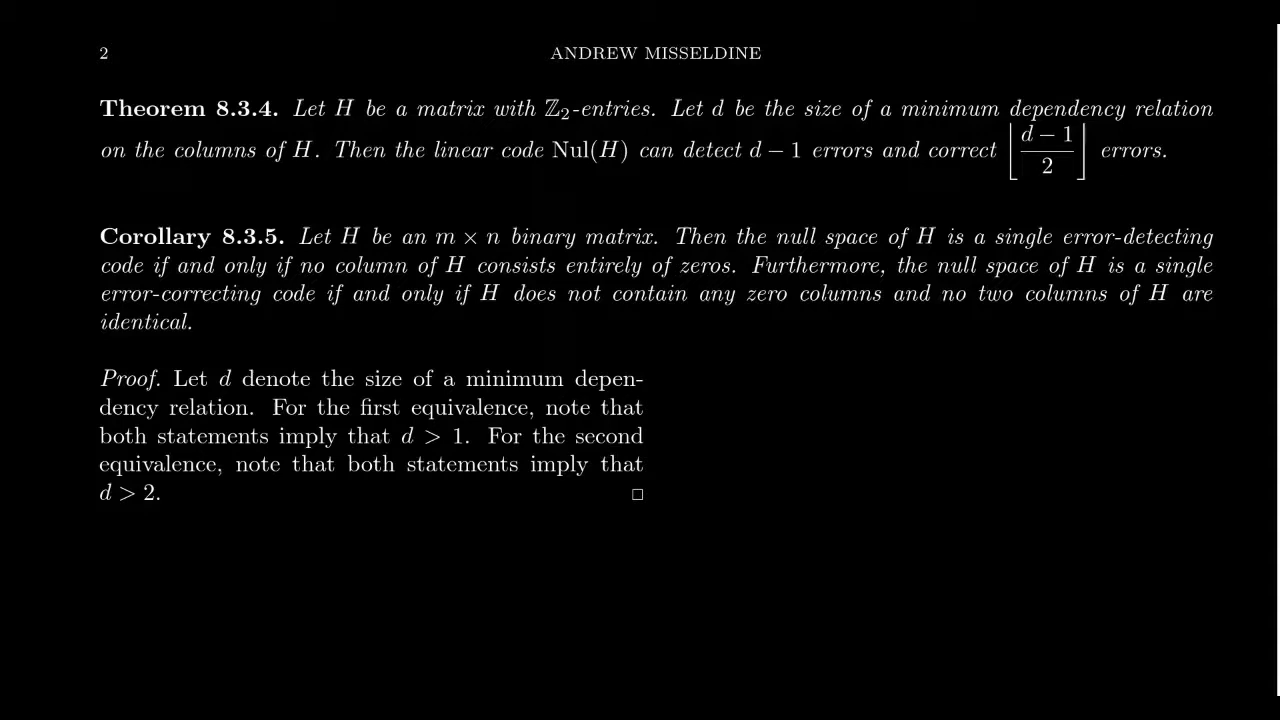 2 ANDREW MISSELDINE
Theorem 8.3.4. Let H be a matrix with ℤ₂-entries. Let d be the size of a minimum dependency relation
on the columns of H. Then the linear code Nul(H) can detect d − 1 errors and correct ⌊(d − 1)/2⌋ errors.
Corollary 8.3.5. Let H be an m × n binary matrix. Then the null space of H is a single error-detecting
code if and only if no column of H consists entirely of zeros. Furthermore, the null space of H is a single
error-correcting code if and only if H does not contain any zero columns and no two columns of H are
identical.
Proof. Let d denote the size of a minimum depen-
dency relation. For the first equivalence, note that
both statements imply that d > 1. For the second
equivalence, note that both statements imply that
d > 2. □